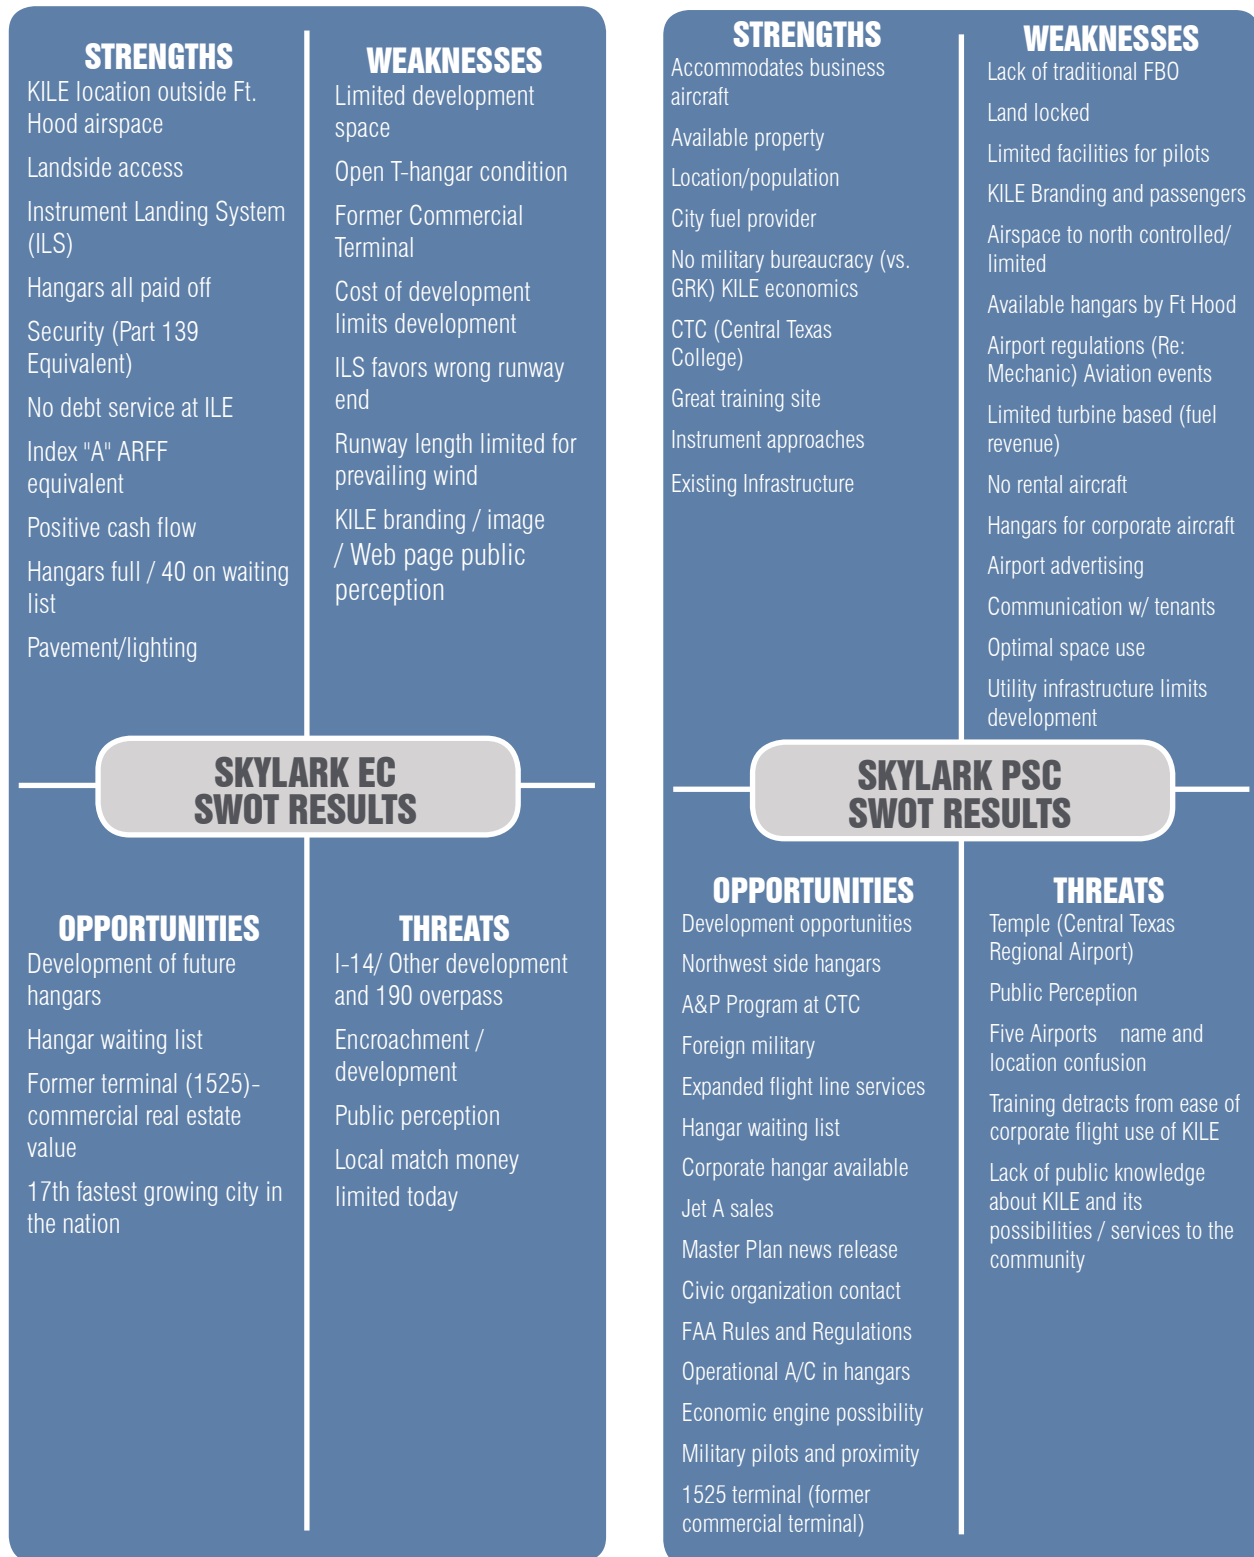 STRENGTHS
KILE location outside Ft.
Hood airspace
Landside access
Instrument Landing System
(ILS)
Hangars all paid off
Security (Part 139
Equivalent)
No debt service at ILE
Index "A" ARFF
equivalent
Positive cash flow
Hangars full / 40 on waiting
list
Pavement/lighting
WEAKNESSES
Limited development
space
Open T-hangar condition
Former Commercial
Terminal
Cost of development
limits development
ILS favors wrong runway
end
Runway length limited for
prevailing wind
KILE branding / image
/ Web page public
perception
SKYLARK EC
SWOT RESULTS
OPPORTUNITIES
Development of future
hangars
Hangar waiting list
Former terminal (1525)-
commercial real estate
value
17th fastest growing city in
the nation
THREATS
I-14/ Other development
and 190 overpass
Encroachment /
development
Public perception
Local match money
limited today
STRENGTHS
Accommodates business
aircraft
Available property
Location/population
City fuel provider
No military bureaucracy (vs.
GRK) KILE economics
CTC (Central Texas
College)
Great training site
Instrument approaches
Existing Infrastructure
WEAKNESSES
Lack of traditional FBO
Land locked
Limited facilities for pilots
KILE Branding and passengers
Airspace to north controlled/
limited
Available hangars by Ft Hood
Airport regulations (Re:
Mechanic) Aviation events
Limited turbine based (fuel
revenue)
No rental aircraft
Hangars for corporate aircraft
Airport advertising
Communication w/ tenants
Optimal space use
Utility infrastructure limits
development
SKYLARK PSC
SWOT RESULTS
OPPORTUNITIES
Development opportunities
Northwest side hangars
A&P Program at CTC
Foreign military
Expanded flight line services
Hangar waiting list
Corporate hangar available
Jet A sales
Master Plan news release
Civic organization contact
FAA Rules and Regulations
Operational A/C in hangars
Economic engine possibility
Military pilots and proximity
1525 terminal (former
commercial terminal)
THREATS
Temple (Central Texas
Regional Airport)
Public Perception
Five Airports name and
location confusion
Training detracts from ease of
corporate flight use of KILE
Lack of public knowledge
about KILE and its
possibilities / services to the
community